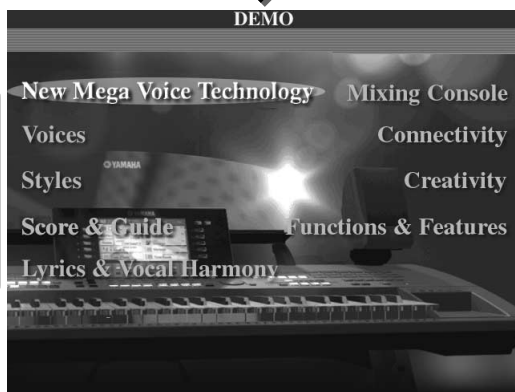 DEMO
New Mega Voice Technology
Mixing Console
Voices
Connectivity
YAMAHA
Styles
Creativity
Score & Guide
Functions & Features
Lyrics & Vocal Harmony